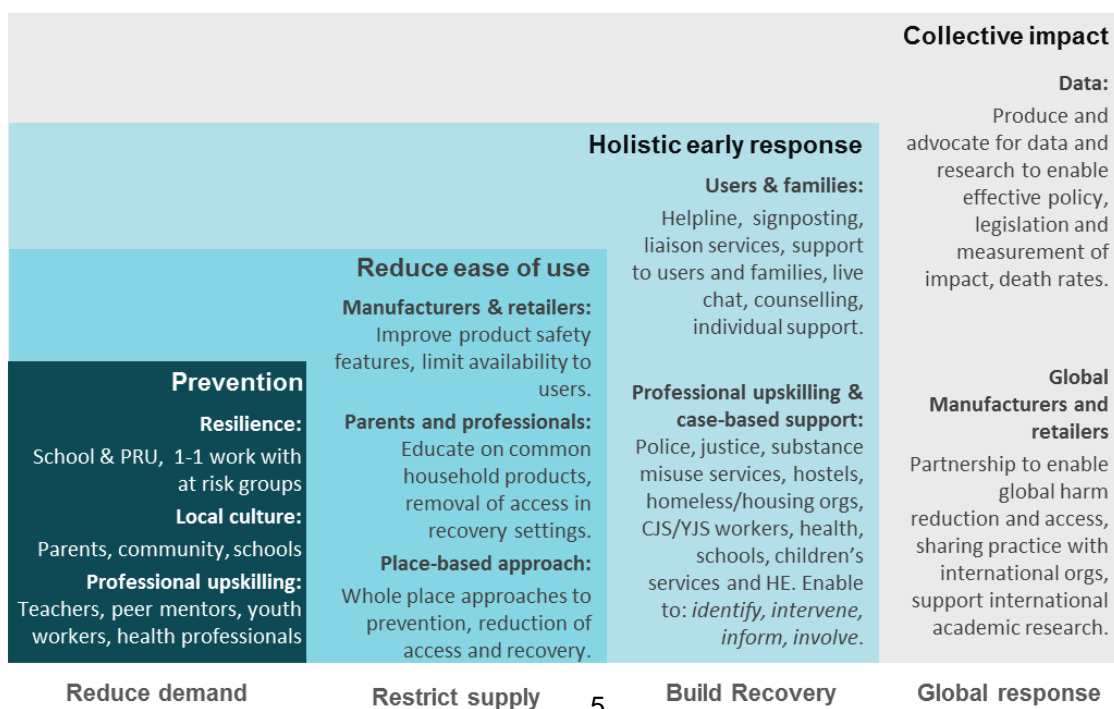 Prevention
Resilience:
School & PRU, 1-1 work with
at risk groups
Local culture:
Parents, community, schools
Professional upskilling:
Teachers, peer mentors, youth
workers, health professionals
Reduce demand
Reduce ease of use
Manufacturers & retailers:
Improve product safety
features, limit availability to
users.
Parents and professionals:
Educate on common
household products,
removal of access in
recovery settings.
Place-based approach:
Whole place approaches to
prevention, reduction of
access and recovery.
Restrict supply
Holistic early response
Users & families:
Helpline, signposting,
liaison services, support
to users and families, live
chat, counselling,
individual support.
Professional upskilling &
case-based support:
Police, justice, substance
misuse services, hostels,
homeless/housing orgs,
CJS/YJS workers, health,
schools, children's
services and HE. Enable
to: identify, intervene,
inform, involve.
Build Recovery
Collective impact
Data:
Produce and
advocate for data and
research to enable
effective policy,
legislation and
measurement of
impact, death rates.
Global
Manufacturers and
retailers
Partnership to enable
global harm
reduction and access,
sharing practice with
international orgs,
support international
academic research.
Global response
5